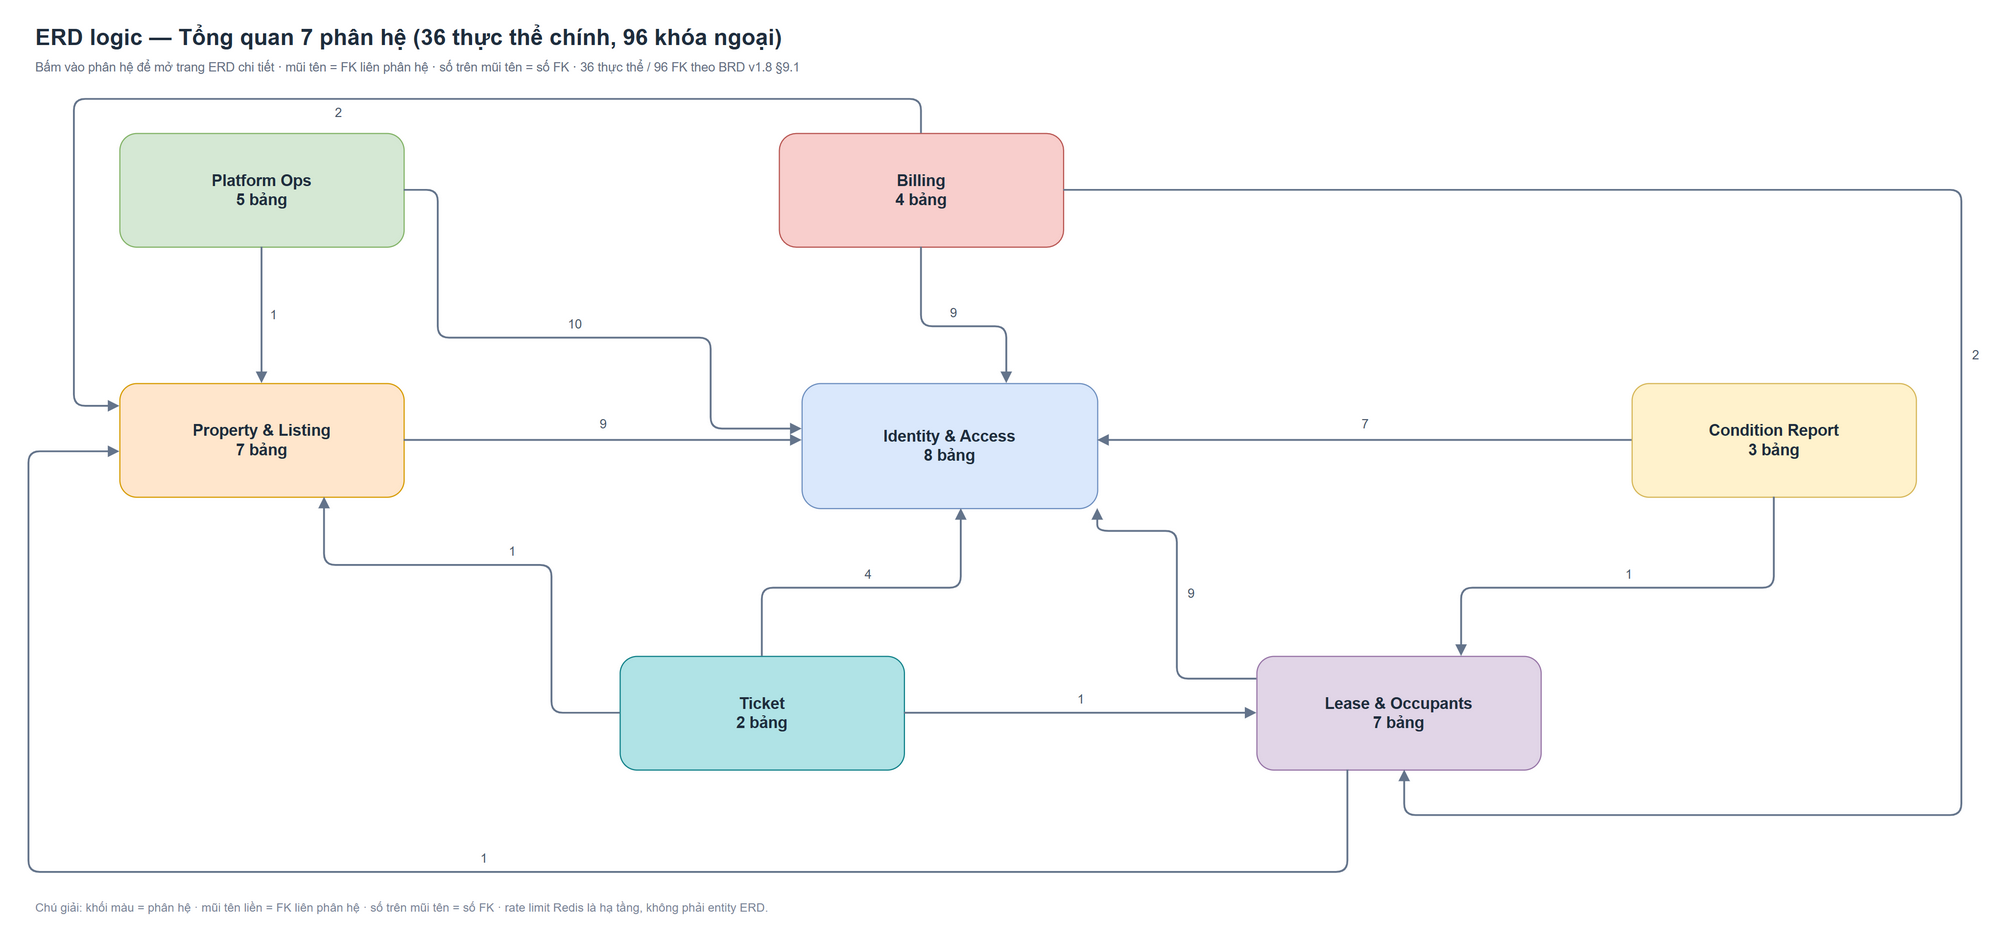 ERD logic — Tổng quan 7 phân hệ (36 thực thể chính, 96 khóa ngoại)
Bấm vào phân hệ để mở trang ERD chi tiết · mũi tên = FK liên phân hệ · số trên mũi tên = số FK · 36 thực thể / 96 FK theo BRD v1.8 §9.1
2
Platform Ops
5 bảng
Billing
4 bảng
1
10
9
2
Property & Listing
7 bảng
9
Identity & Access
8 bảng
7
Condition Report
3 bảng
1
4
9
1
Ticket
2 bảng
1
Lease & Occupants
7 bảng
1
Chú giải: khối màu = phân hệ · mũi tên liền = FK liên phân hệ · số trên mũi tên = số FK · rate limit Redis là hạ tầng, không phải entity ERD.